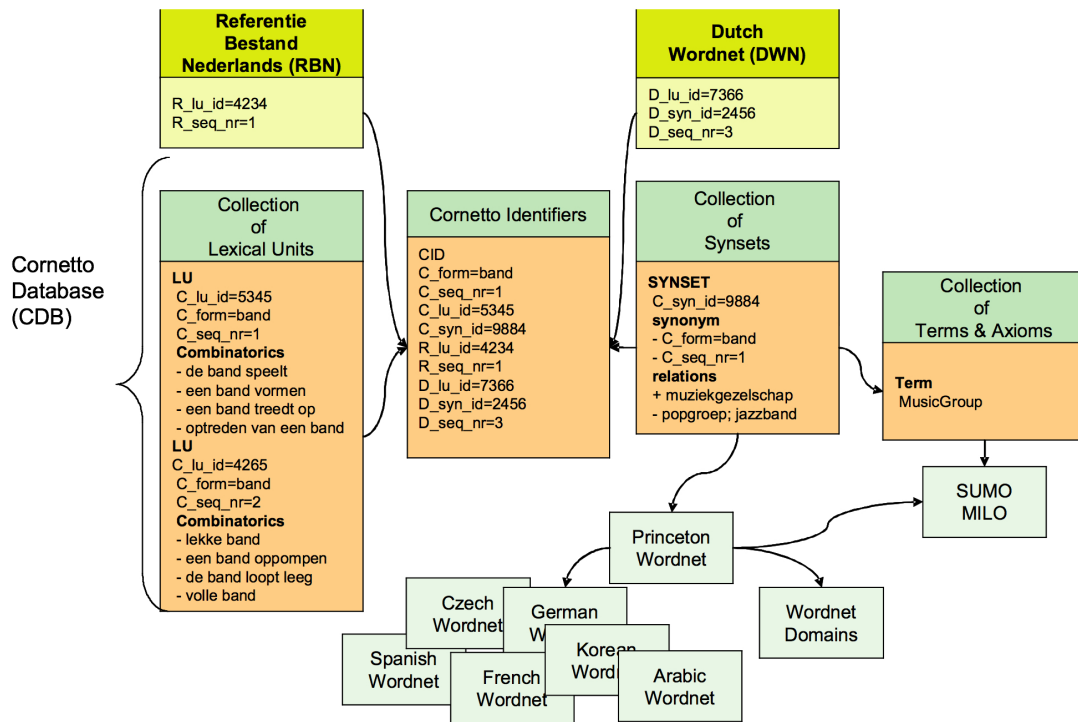 Referentie
Bestand
Nederlands (RBN)
R_lu_id=4234
R_seq_nr=1
Dutch
Wordnet (DWN)
D_lu_id=7366
D_syn_id=2456
D_seq_nr=3
Cornetto
Database
(CDB)
Collection
of
Lexical Units
LU
C_lu_id=5345
C_form=band
C_seq_nr=1
Combinatorics
- de band speelt
- een band vormen
- een band treedt op
- optreden van een band
LU
C_lu_id=4265
C_form=band
C_seq_nr=2
Combinatorics
- lekke band
- een band oppompen
- de band loopt leeg
- volle band
Cornetto Identifiers
CID
C_form=band
C_seq_nr=1
C_lu_id=5345
C_syn_id=9884
R_lu_id=4234
R_seq_nr=1
D_lu_id=7366
D_syn_id=2456
D_seq_nr=3
Collection
of
Synsets
SYNSET
C_syn_id=9884
synonym
- C_form=band
- C_seq_nr=1
relations
+ muziekgezelschap
- popgroep; jazzband
Collection
of
Terms & Axioms
Term
MusicGroup
SUMO
MILO
Princeton
Wordnet
Wordnet
Domains
Czech
Wordnet
German
Spanish
Wordnet
French
Wordnet
Korean
Arabic
Wordnet